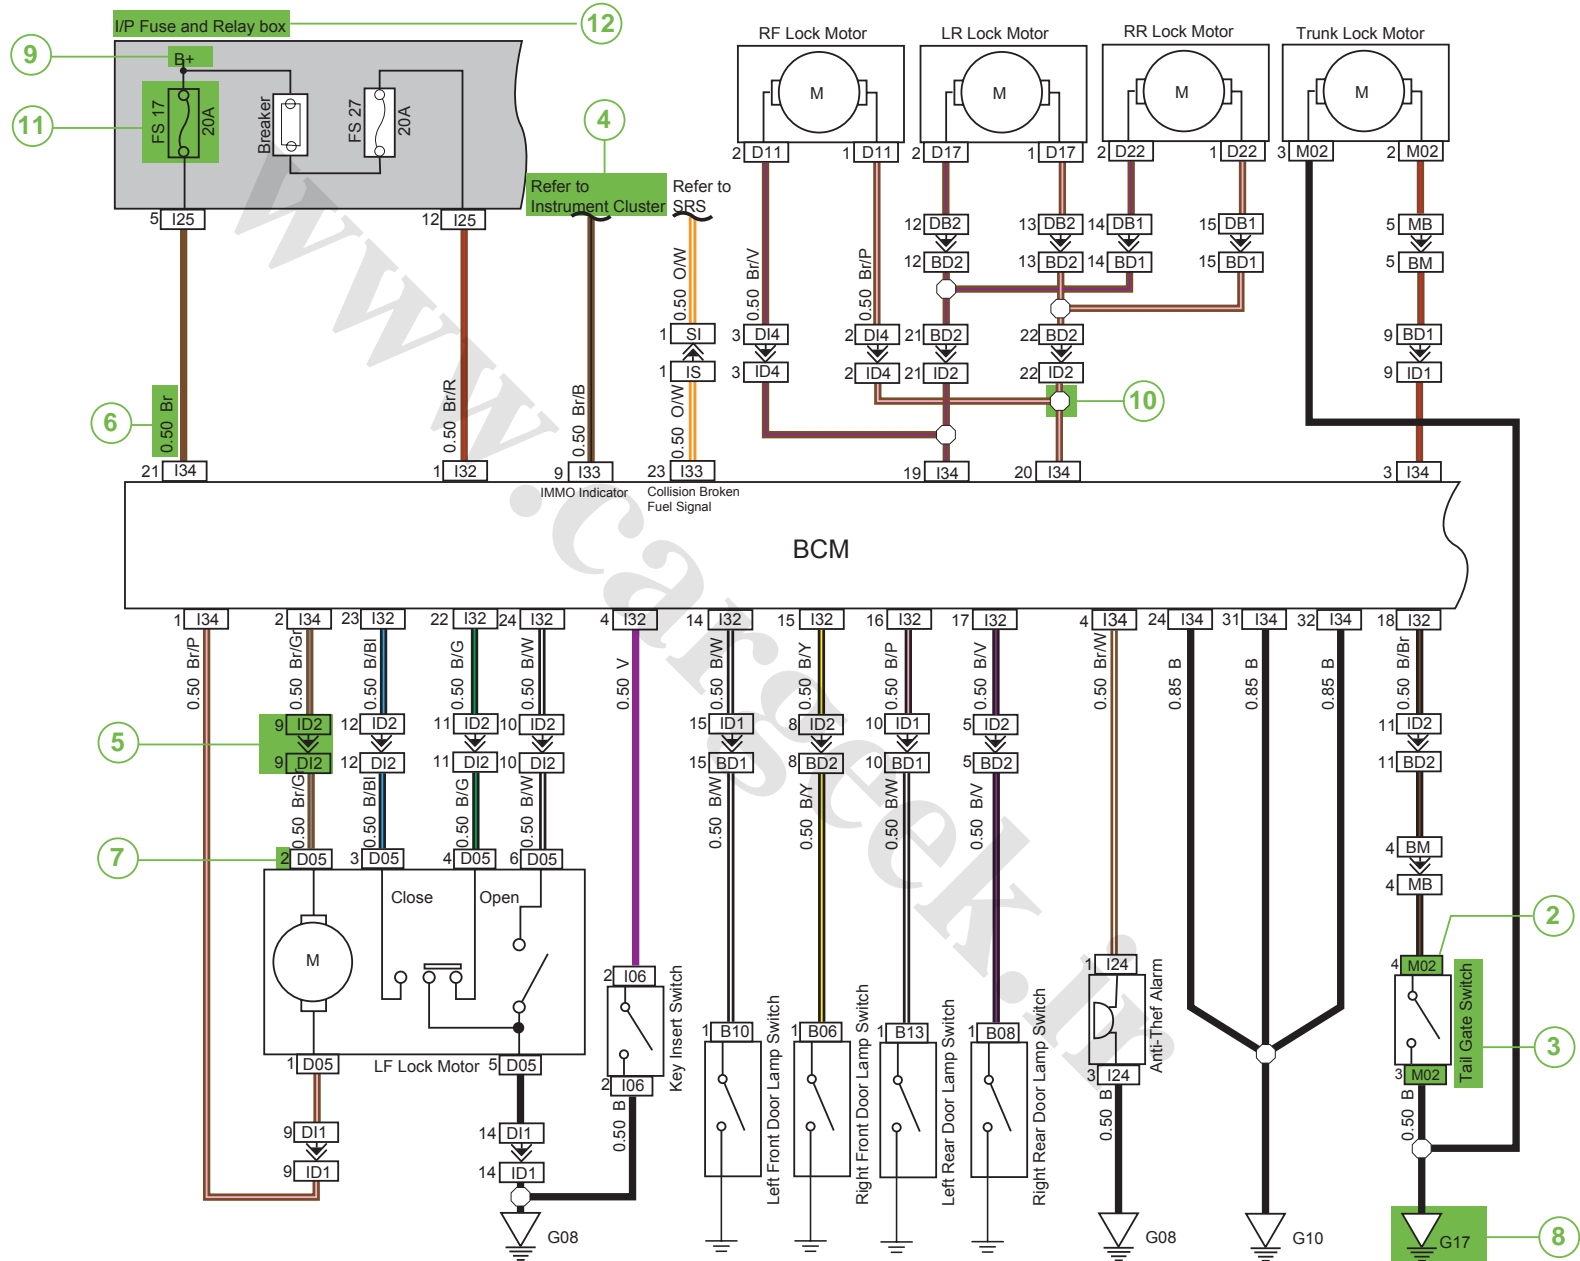 I/P Fuse and Relay box
12
9
B+
11
FS 17
20A
Breaker
FS 27
20A
5 I25
12 I25
4
Refer to
Instrument Cluster
Refer to
SRS
RF Lock Motor
LR Lock Motor
RR Lock Motor
Trunk Lock Motor
M
M
M
M
2 D11
1 D11
2 D17
1 D17
2 D22
1 D22
3 M02
2 M02
12 DB2
13 DB2
14 DB1
15 DB1
5 MB
12 BD2
13 BD2
14 BD1
15 BD1
5 BM
0.50 O/W
0.50 Br/V
0.50 Br/P
1 SI
3 DI4
2 DI4
21 BD2
22 BD2
9 BD1
1 IS
3 ID4
2 ID4
21 ID2
22 ID2
9 ID1
10
6
0.50 Br
0.50 Br/R
0.50 Br/B
0.50 O/W
21 I34
1 I32
9 I33
23 I33
19 I34
20 I34
3 I34
IMMO Indicator
Collision Broken
Fuel Signal
BCM
1 I34
2 I34
23 I32
22 I32
24 I32
4 I32
14 I32
15 I32
16 I32
17 I32
4 I34
24 I34
31 I34
32 I34
18 I32
0.50 Br/P
0.50 Br/Gr
0.50 B/Bl
0.50 B/G
0.50 B/W
0.50 V
0.50 B/W
0.50 B/Y
0.50 B/P
0.50 B/V
0.50 Br/W
0.85 B
0.85 B
0.85 B
0.50 B/Br
5
9 ID2
12 ID2
11 ID2
10 ID2
15 ID1
8 ID2
10 ID1
5 ID2
11 ID2
9 DI2
12 DI2
11 DI2
10 DI2
15 BD1
8 BD2
10 BD1
5 BD2
11 BD2
0.50 Br/Gr
0.50 B/Bl
0.50 B/G
0.50 B/W
0.50 B/W
0.50 B/Y
0.50 B/W
0.50 B/V
4 BM
4 MB
7
2 D05
3 D05
4 D05
6 D05
Close
Open
M
2
4 M02
Tail Gate Switch
3
3 M02
0.50 B
2 I06
Key Insert Switch
2 I06
0.50 B
1 B10
1 B06
1 B13
1 B08
Left Front Door Lamp Switch
Right Front Door Lamp Switch
Left Rear Door Lamp Switch
Right Rear Door Lamp Switch
1 I24
Anti-Thef Alarm
3 I24
0.50 B
1 D05
LF Lock Motor
5 D05
9 DI1
14 DI1
9 ID1
14 ID1
G08
G08
G10
G17
8
www.cargeek.ir